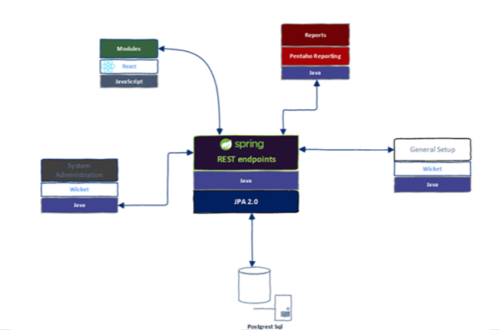 Modules
React
JavaScript
Reports
Pentaho Reporting
Java
spring
REST endpoints
Java
JPA 2.0
General Setup
Wicket
Java
System
Administration
Wicket
Java
Postgrest Sql